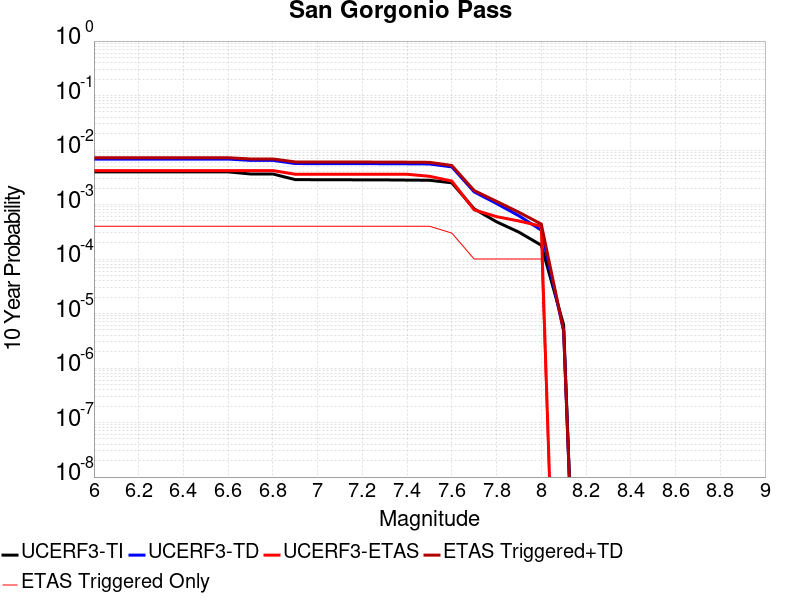 San Gorgonio Pass
10^0
10^-1
10^-2
10^-3
10^-4
10^-5
10^-6
10^-7
10^-8
10 Year Probability
6 6.2 6.4 6.6 6.8 7 7.2 7.4 7.6 7.8 8 8.2 8.4 8.6 8.8 9
Magnitude
UCERF3-TI UCERF3-TD UCERF3-ETAS ETAS Triggered+TD
ETAS Triggered Only